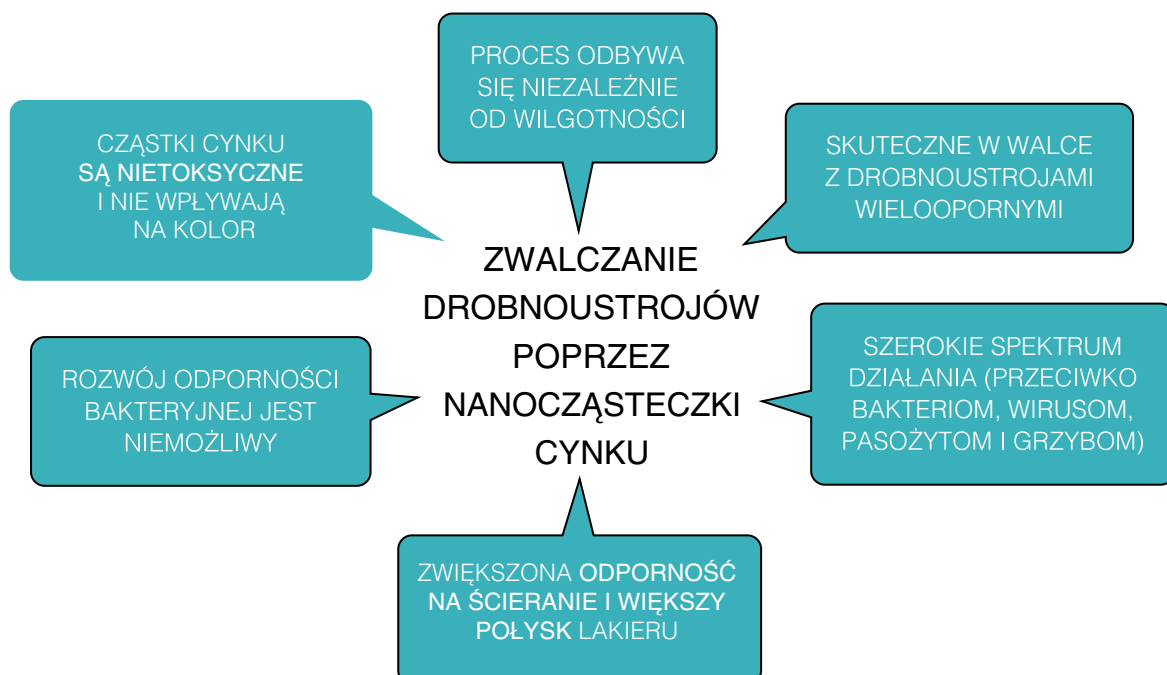 PROCES ODBYWA
SIĘ NIEZALEŻNIE
OD WILGOTNOŚCI
CZĄSTKI CYNKU
SĄ NIETOKSYCZNE
I NIE WPŁYWAJĄ
NA KOLOR
SKUTECZNE W WALCE
Z DROBNOUSTROJAMI
WIELOOPORNYMI
ZWALCZANIE
DROBNOUSTROJÓW
POPRZEZ
NANOCZĄSTECZKI
CYNKU
ROZWÓJ ODPORNOŚCI
BAKTERYJNEJ JEST
NIEMOŻLIWY
SZEROKIE SPEKTRUM
DZIAŁANIA (PRZECIWKO
BAKTERIOM, WIRUSOM,
PASOŻYTOM I GRZYBOM)
ZWIĘKSZONA ODPORNOŚĆ
NA ŚCIERANIE I WIĘKSZY
POŁYSK LAKIERU